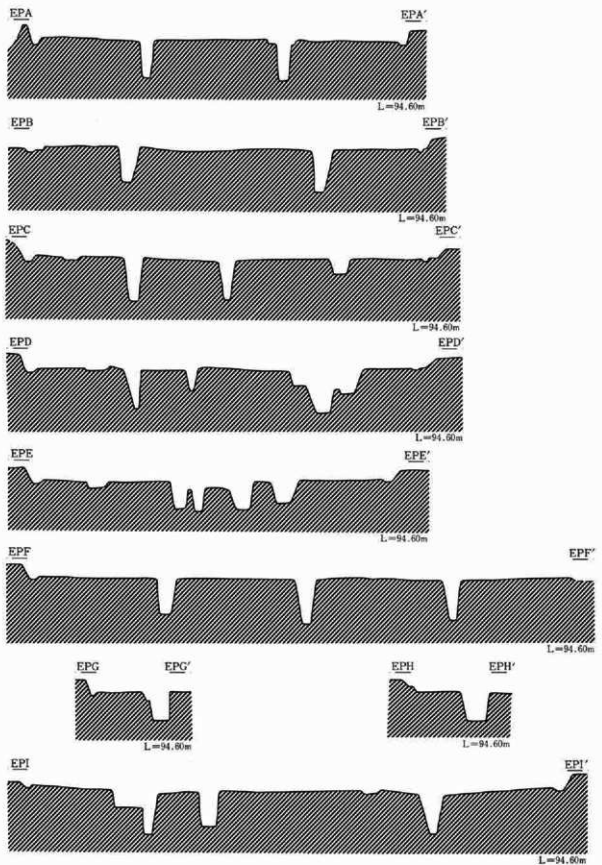 EPA EPA′
L=94.60m
EPB EPB′
L=94.60m
EPC EPC′
L=94.60m
EPD EPD′
L=94.60m
EPE EPE′
L=94.60m
EPF EPF′
L=94.60m
EPG EPG′ EPH EPH′
L=94.60m L=94.60m
EPI EPI′
L=94.60m